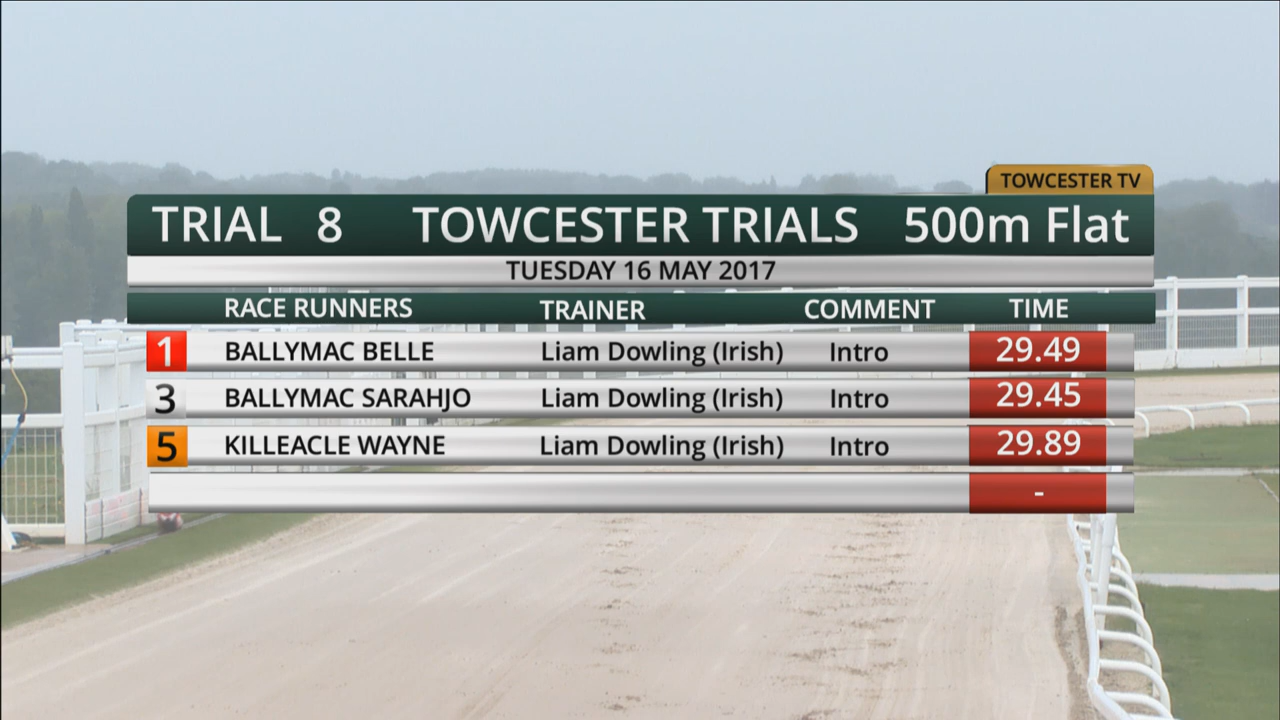 TOWCESTER TV
TRIAL 8 TOWCESTER TRIALS 500m Flat
TUESDAY 16 MAY 2017
RACE RUNNERS TRAINER COMMENT TIME
1 BALLYMAC BELLE Liam Dowling (Irish) Intro 29.49
3 BALLYMAC SARAHJO Liam Dowling (Irish) Intro 29.45
5 KILLEACLE WAYNE Liam Dowling (Irish) Intro 29.89
-